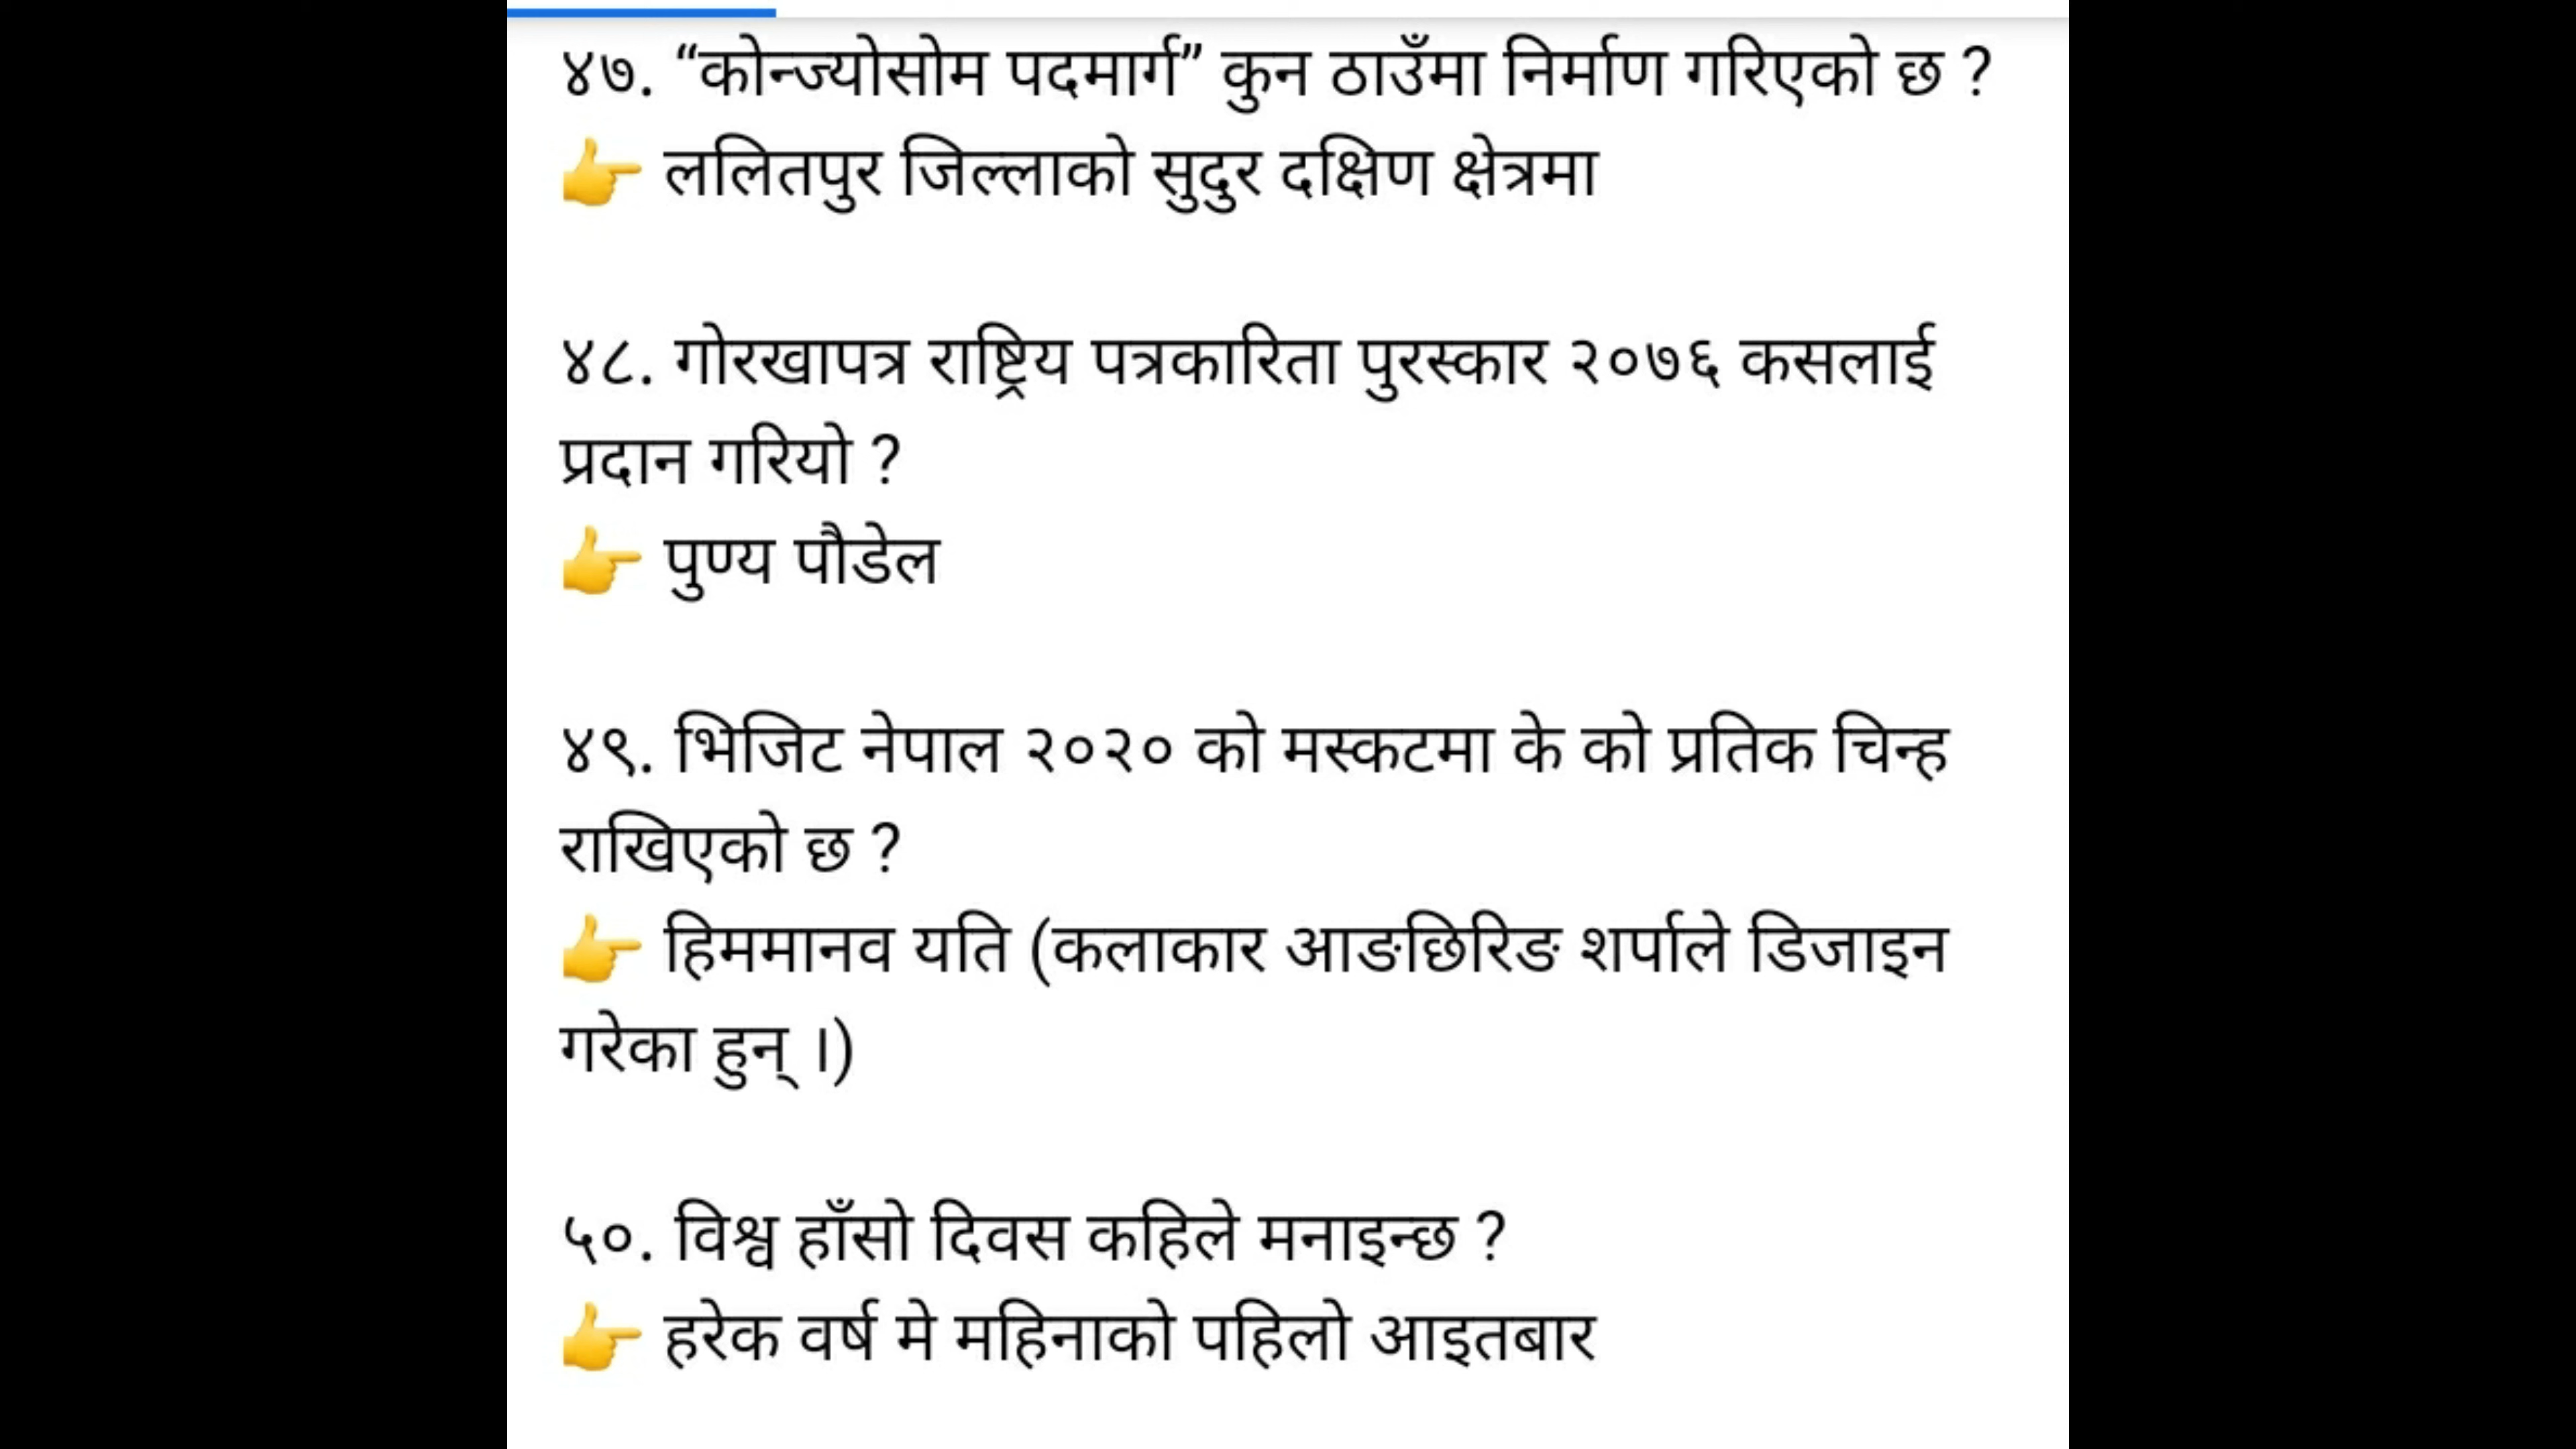 ४७. “कोन्ज्योसोम पदमार्ग” कुन ठाउँमा निर्माण गरिएको छ ?
👉 ललितपुर जिल्लाको सुदुर दक्षिण क्षेत्रमा
४८. गोरखापत्र राष्ट्रिय पत्रकारिता पुरस्कार २०७६ कसलाई
प्रदान गरियो ?
👉 पुण्य पौडेल
४९. भिजिट नेपाल २०२० को मस्कटमा के को प्रतिक चिन्ह
राखिएको छ ?
👉 हिममानव यति (कलाकार आङछिरिङ शर्पाले डिजाइन
गरेका हुन् ।)
५०. विश्व हाँसो दिवस कहिले मनाइन्छ ?
👉 हरेक वर्ष मे महिनाको पहिलो आइतबार